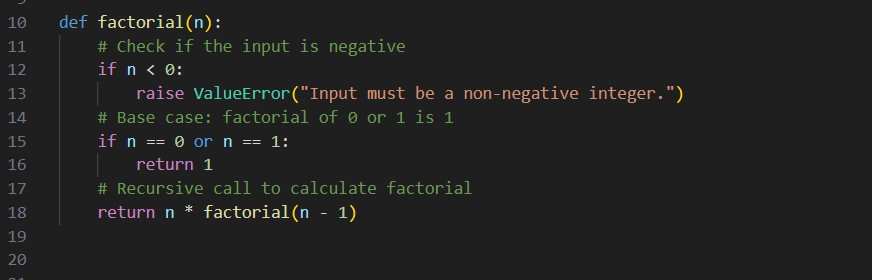 10 def factorial(n):
11     # Check if the input is negative
12     if n < 0:
13         raise ValueError("Input must be a non-negative integer.")
14     # Base case: factorial of 0 or 1 is 1
15     if n == 0 or n == 1:
16         return 1
17     # Recursive call to calculate factorial
18     return n * factorial(n - 1)
19
20